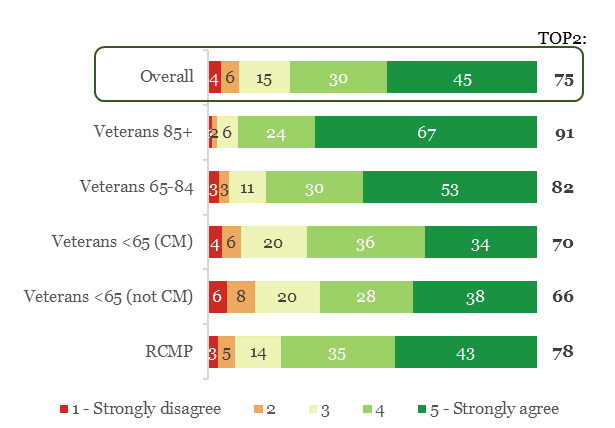 TOP2:
Overall 4 6 15 30 45 75
Veterans 85+ 2 6 24 67 91
Veterans 65-84 3 3 11 30 53 82
Veterans <65 (CM) 4 6 20 36 34 70
Veterans <65 (not CM) 6 8 20 28 38 66
RCMP 3 5 14 35 43 78
1 - Strongly disagree 2 3 4 5 - Strongly agree